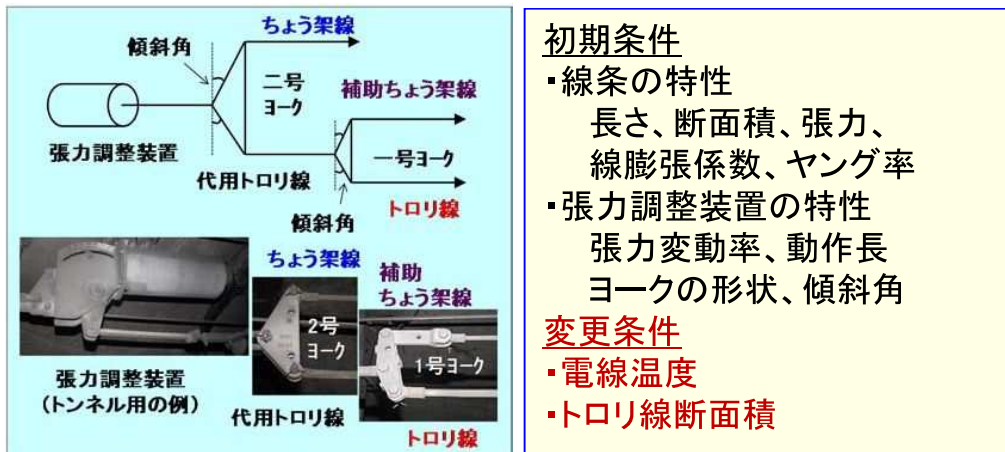 ちょう架線
傾斜角
二号
ヨーク
補助ちょう架線
張力調整装置
一号ヨーク
代用トロリ線
トロリ線
傾斜角
ちょう架線
補助
ちょう架線
2号
ヨーク
1号ヨーク
張力調整装置
(トンネル用の例)
代用トロリ線
トロリ線
初期条件
・線条の特性
長さ、断面積、張力、
線膨張係数、ヤング率
・張力調整装置の特性
張力変動率、動作長
ヨークの形状、傾斜角
変更条件
・電線温度
・トロリ線断面積